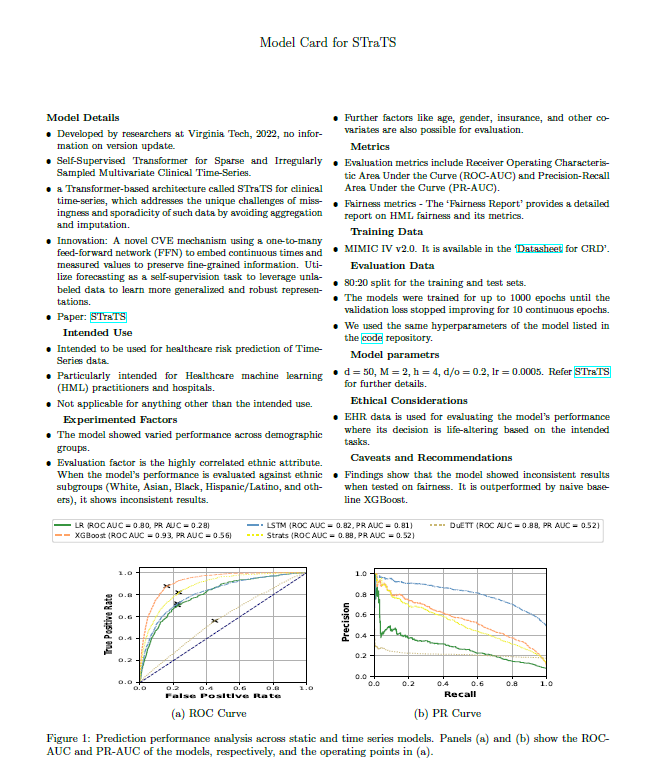 Model Card for STraTS
Model Details
• Developed by researchers at Virginia Tech, 2022, no infor-
mation on version update.
• Self-Supervised Transformer for Sparse and Irregularly
Sampled Multivariate Clinical Time-Series.
• a Transformer-based architecture called STraTS for clinical
time-series, which addresses the unique challenges of miss-
ingness and sporadicity of such data by avoiding aggregation
and imputation.
• Innovation: A novel CVE mechanism using a one-to-many
feed-forward network (FFN) to embed continuous times and
measured values to preserve fine-grained information. Uti-
lize forecasting as a self-supervision task to leverage unla-
beled data to learn more generalized and robust represen-
tations.
• Paper: STraTS
Intended Use
• Intended to be used for healthcare risk prediction of Time-
Series data.
• Particularly intended for Healthcare machine learning
(HML) practitioners and hospitals.
• Not applicable for anything other than the intended use.
Experimented Factors
• The model showed varied performance across demographic
groups.
• Evaluation factor is the highly correlated ethnic attribute.
When the model's performance is evaluated against ethnic
subgroups (White, Asian, Black, Hispanic/Latino, and oth-
ers), it shows inconsistent results.
• Further factors like age, gender, insurance, and other co-
variates are also possible for evaluation.
Metrics
• Evaluation metrics include Receiver Operating Characteris-
tic Area Under the Curve (ROC-AUC) and Precision-Recall
Area Under the Curve (PR-AUC).
• Fairness metrics - The 'Fairness Report' provides a detailed
report on HML fairness and its metrics.
Training Data
• MIMIC IV v2.0. It is available in the 'Datasheet for CRD'.
Evaluation Data
• 80:20 split for the training and test sets.
• The models were trained for up to 1000 epochs until the
validation loss stopped improving for 10 continuous epochs.
• We used the same hyperparameters of the model listed in
the code repository.
Model parametrs
• d = 50, M = 2, h = 4, d/o = 0.2, lr = 0.0005. Refer STraTS
for further details.
Ethical Considerations
• EHR data is used for evaluating the model's performance
where its decision is life-altering based on the intended
tasks.
Caveats and Recommendations
• Findings show that the model showed inconsistent results
when tested on fairness. It is outperformed by naive base-
line XGBoost.
LR (ROC AUC = 0.80, PR AUC = 0.28)
XGBoost (ROC AUC = 0.93, PR AUC = 0.56)
LSTM (ROC AUC = 0.82, PR AUC = 0.81)
Strats (ROC AUC = 0.88, PR AUC = 0.52)
DuETT (ROC AUC = 0.88, PR AUC = 0.52)
True Positive Rate
1.0
0.8
0.6
0.4
0.2
0.0
0.0 0.2 0.4 0.6 0.8 1.0
False Positive Rate
(a) ROC Curve
Precision
1.0
0.8
0.6
0.4
0.2
0.0
0.0 0.2 0.4 0.6 0.8 1.0
Recall
(b) PR Curve
Figure 1: Prediction performance analysis across static and time series models. Panels (a) and (b) show the ROC-
AUC and PR-AUC of the models, respectively, and the operating points in (a).